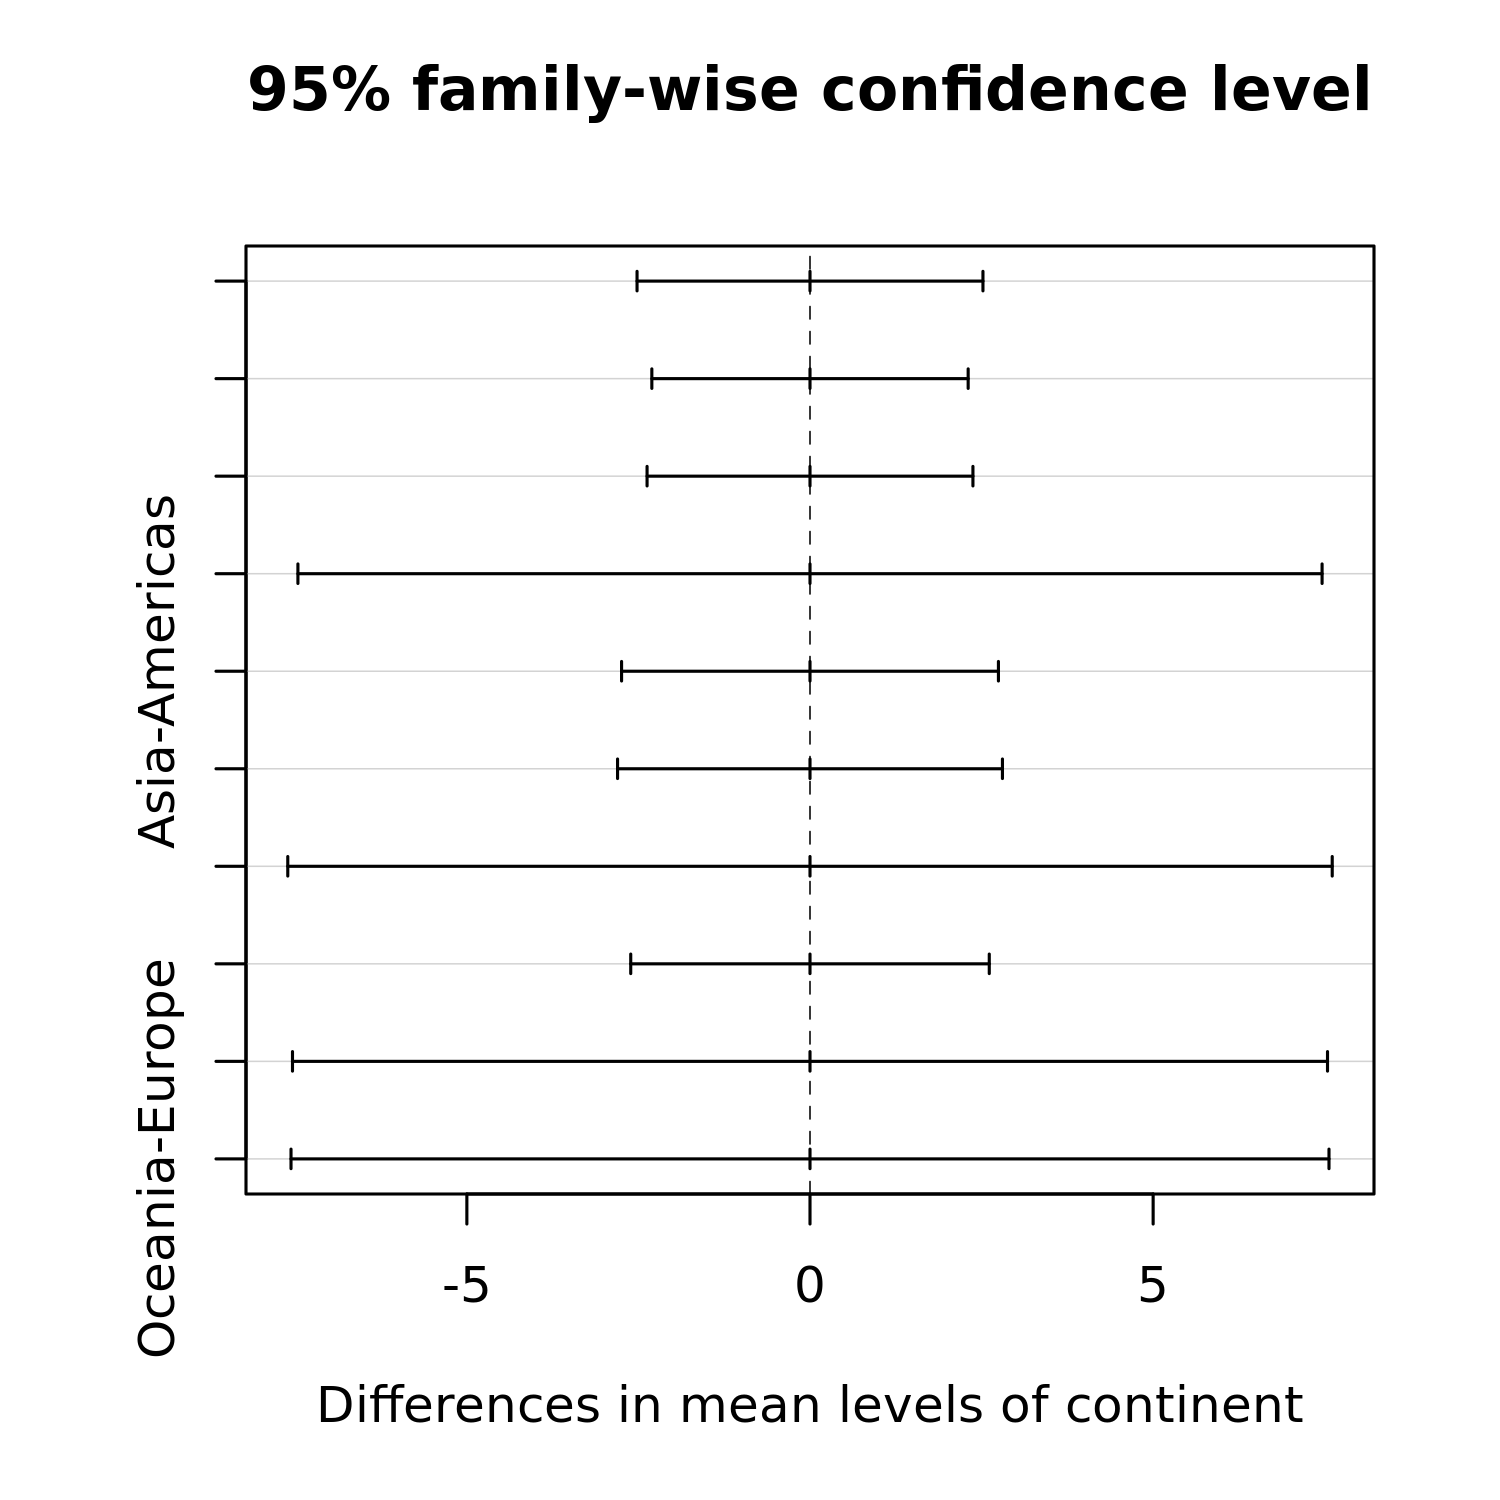 95% family-wise confidence level
Asia-Americas
Oceania-Europe
-5 0 5
Differences in mean levels of continent